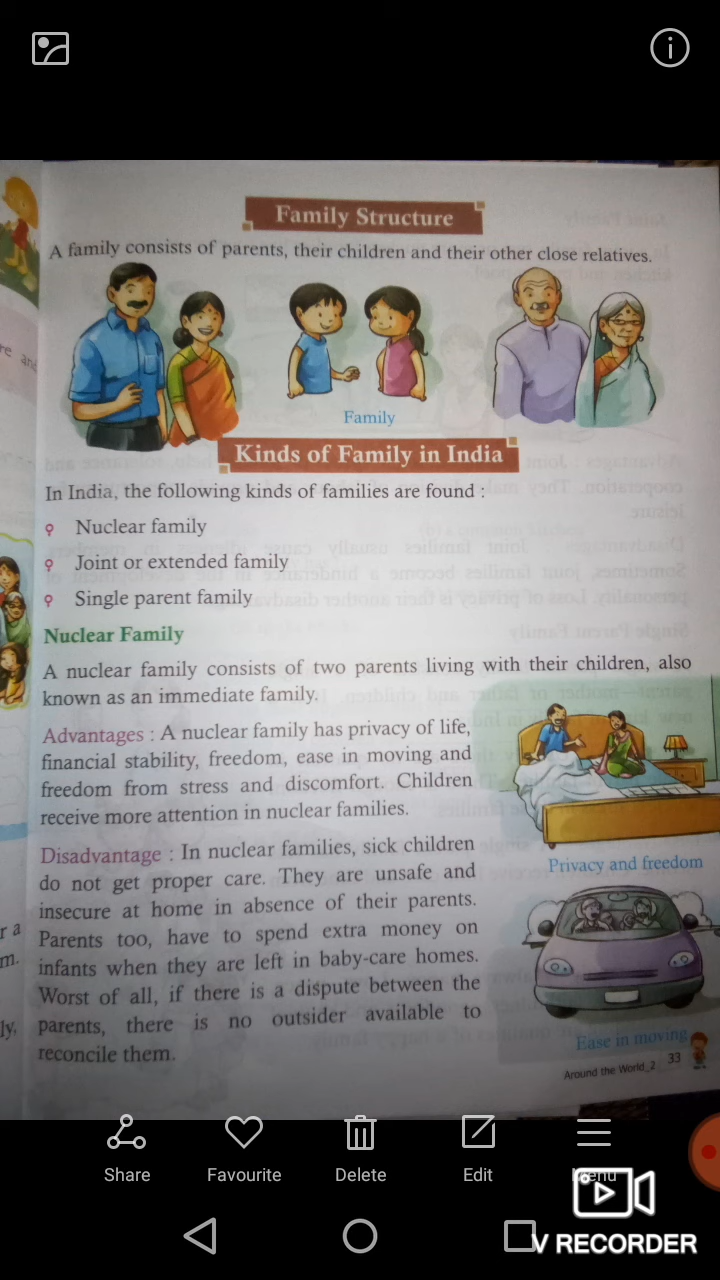 Family Structure
A family consists of parents, their children and their other close relatives.
Family
Kinds of Family in India
In India, the following kinds of families are found :
Nuclear family
Joint or extended family
Single parent family
Nuclear Family
A nuclear family consists of two parents living with their children, also
known as an immediate family.
Advantages : A nuclear family has privacy of life,
financial stability, freedom, ease in moving and
freedom from stress and discomfort. Children
receive more attention in nuclear families.
Privacy and freedom
Disadvantage : In nuclear families, sick children
do not get proper care. They are unsafe and
insecure at home in absence of their parents.
Parents too, have to spend extra money on
infants when they are left in baby-care homes.
Worst of all, if there is a dispute between the
parents, there is no outsider available to
reconcile them.
Ease in moving
Around the World_2 33
re and
r a
m.
ly,
Share Favourite Delete Edit Menu
V RECORDER